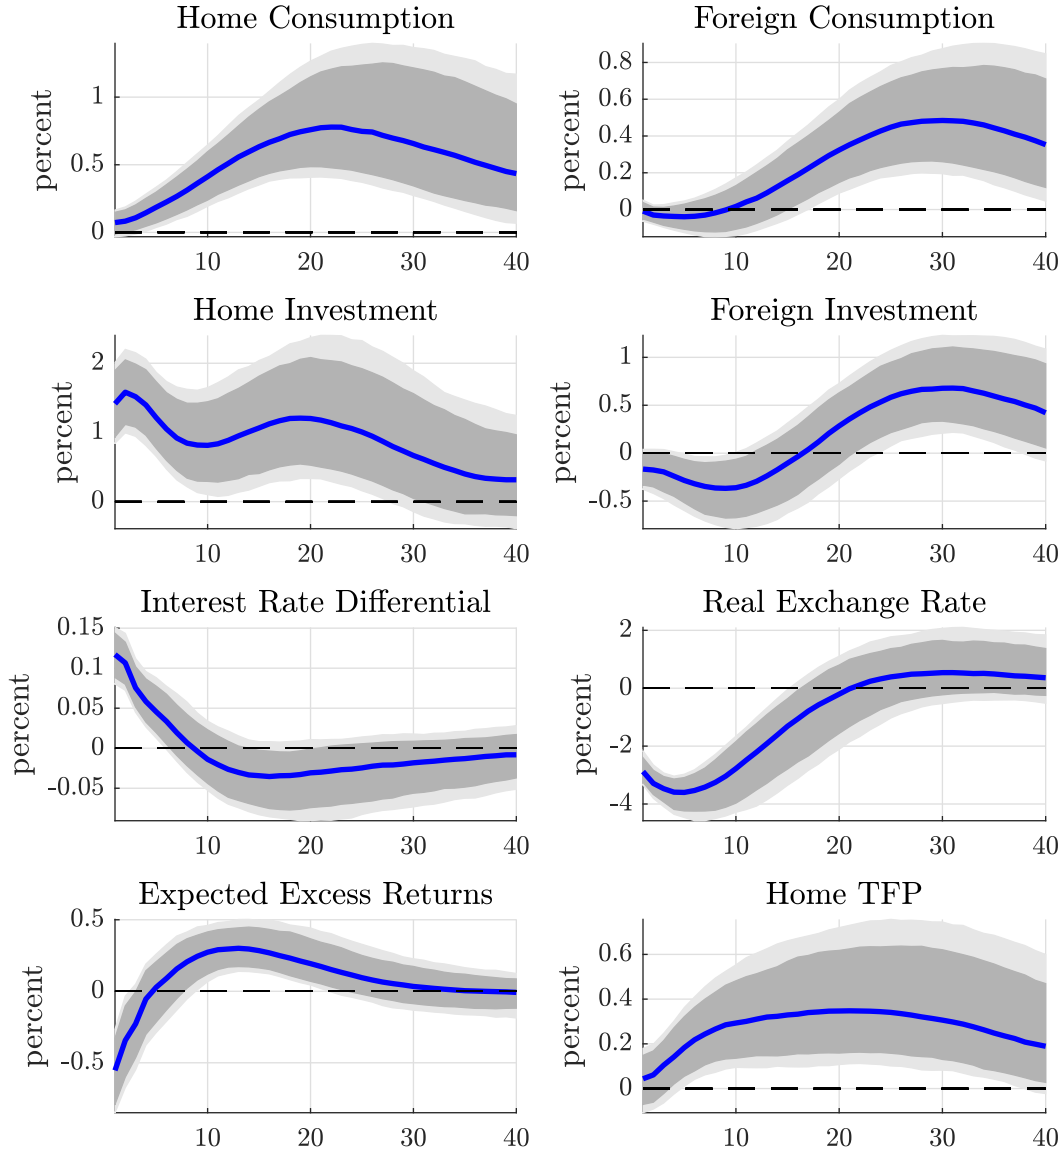 Home Consumption
percent
1
0.5
0
10 20 30 40
Foreign Consumption
percent
0.8
0.6
0.4
0.2
0
10 20 30 40
Home Investment
percent
2
1
0
10 20 30 40
Foreign Investment
percent
1
0.5
0
-0.5
10 20 30 40
Interest Rate Differential
percent
0.15
0.1
0.05
0
-0.05
10 20 30 40
Real Exchange Rate
percent
2
0
-2
-4
10 20 30 40
Expected Excess Returns
percent
0.5
0
-0.5
10 20 30 40
Home TFP
percent
0.6
0.4
0.2
0
10 20 30 40